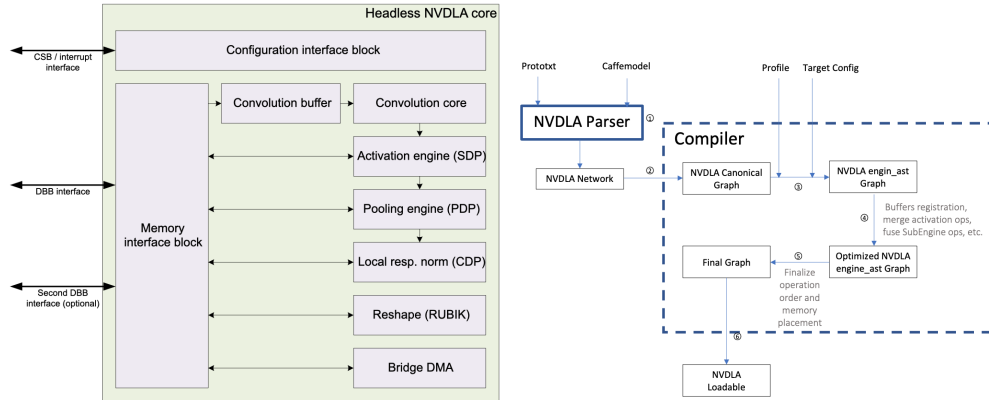 Headless NVDLA core
CSB / interrupt
interface
Configuration interface block
Convolution buffer
Convolution core
Activation engine (SDP)
DBB interface
Pooling engine (PDP)
Memory
interface block
Local resp. norm (CDP)
Second DBB
interface (optional)
Reshape (RUBIK)
Bridge DMA
Prototxt
Caffemodel
Profile
Target Config
NVDLA Parser
①
Compiler
NVDLA Network
②
NVDLA Canonical
Graph
③
NVDLA engin_ast
Graph
④
Buffers registration,
merge activation ops,
fuse SubEngine ops, etc.
Final Graph
⑤
Optimized NVDLA
engine_ast Graph
Finalize
operation
order and
memory
placement
⑥
NVDLA
Loadable